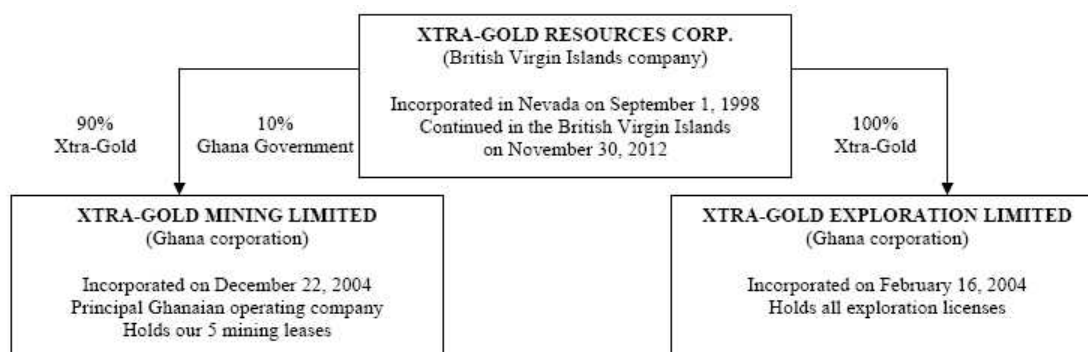 XTRA-GOLD RESOURCES CORP.
(British Virgin Islands company)
Incorporated in Nevada on September 1, 1998
Continued in the British Virgin Islands
on November 30, 2012
90%
Xtra-Gold
10%
Ghana Government
100%
Xtra-Gold
XTRA-GOLD MINING LIMITED
(Ghana corporation)
Incorporated on December 22, 2004
Principal Ghanaian operating company
Holds our 5 mining leases
XTRA-GOLD EXPLORATION LIMITED
(Ghana corporation)
Incorporated on February 16, 2004
Holds all exploration licenses